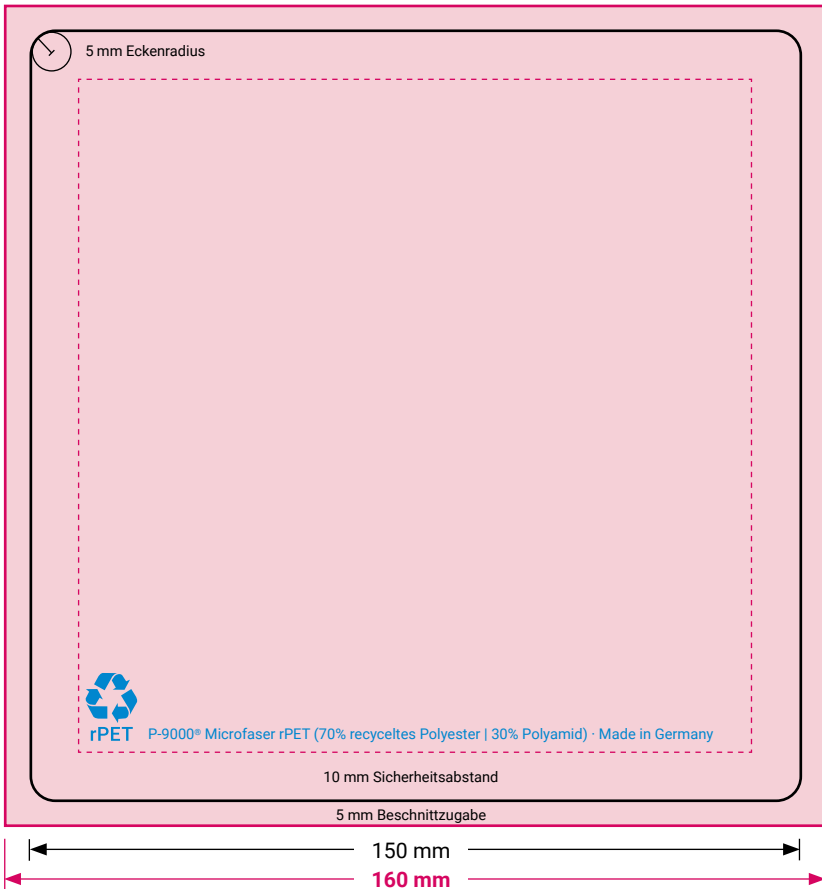 5 mm Eckenradius
rPET
P-9000® Microfaser rPET (70% recyceltes Polyester | 30% Polyamid) · Made in Germany
10 mm Sicherheitsabstand
5 mm Beschnittzugabe
150 mm
160 mm